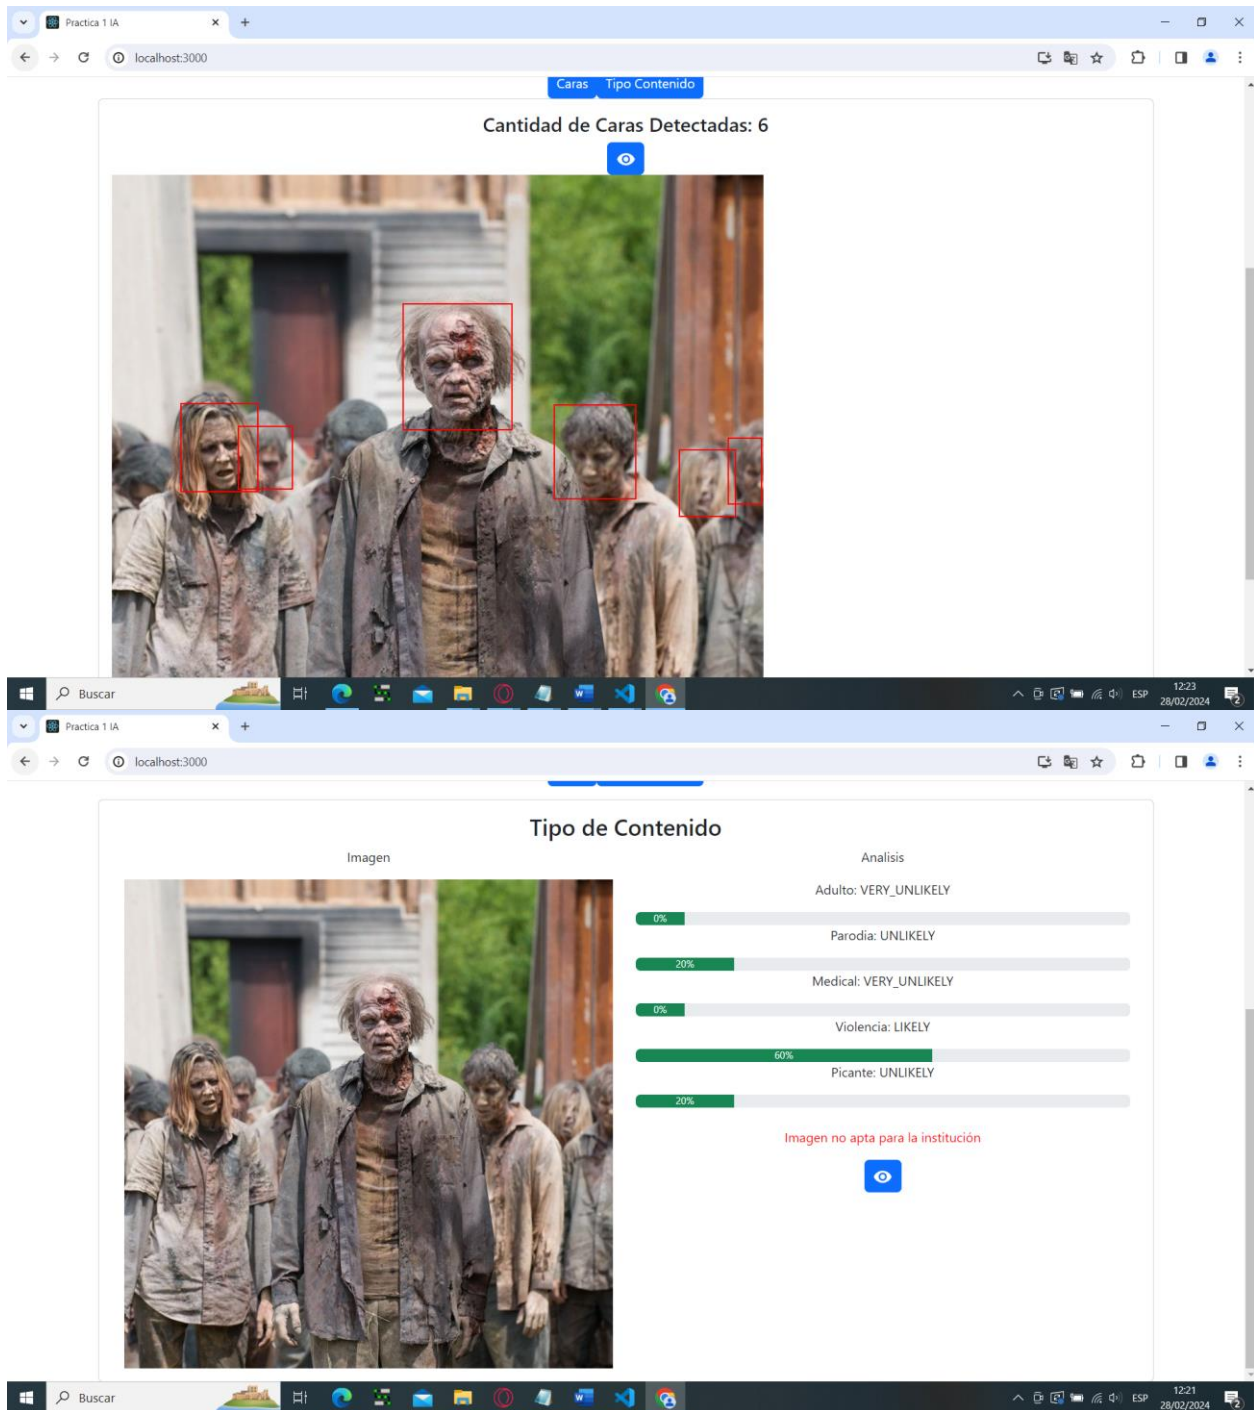 Practica 1 IA
localhost:3000
Caras Tipo Contenido
Cantidad de Caras Detectadas: 6
Buscar
ESP
12:23
28/02/2024
2
Practica 1 IA
localhost:3000
Tipo de Contenido
Imagen
Analisis
Adulto: VERY_UNLIKELY
0%
Parodia: UNLIKELY
20%
Medical: VERY_UNLIKELY
0%
Violencia: LIKELY
60%
Picante: UNLIKELY
20%
Imagen no apta para la institución
Buscar
ESP
12:21
28/02/2024
2